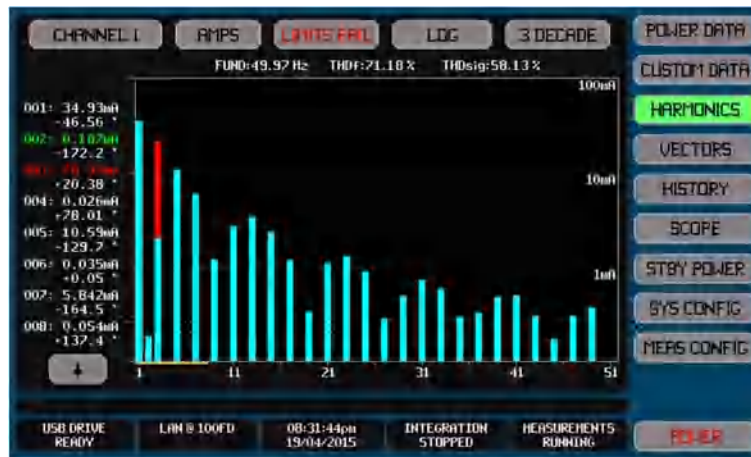 CHANNEL 1 AMPS LIMITS FAIL LOG 3 DECADE
POWER DATA
FUND:49.97 Hz THDf:71.18 % THDsig:58.13 %
CUSTOM DATA
100mA
001: 34.93mA
-46.56 °
HARMONICS
002: 0.187mA
-172.2 °
VECTORS
+20.38 °
10mA
HISTORY
004: 0.026mA
+78.01 °
005: 10.59mA
-129.7 °
SCOPE
006: 0.035mA
+0.05 °
1mA
STBY POWER
007: 5.842mA
-164.5 °
SYS CONFIG
008: 0.054mA
+137.4 °
MEAS CONFIG
1 11 21 31 41 51
USB DRIVE READY
LAN @ 100FD
08:31:44pm 19/04/2015
INTEGRATION STOPPED
MEASUREMENTS RUNNING
POWER